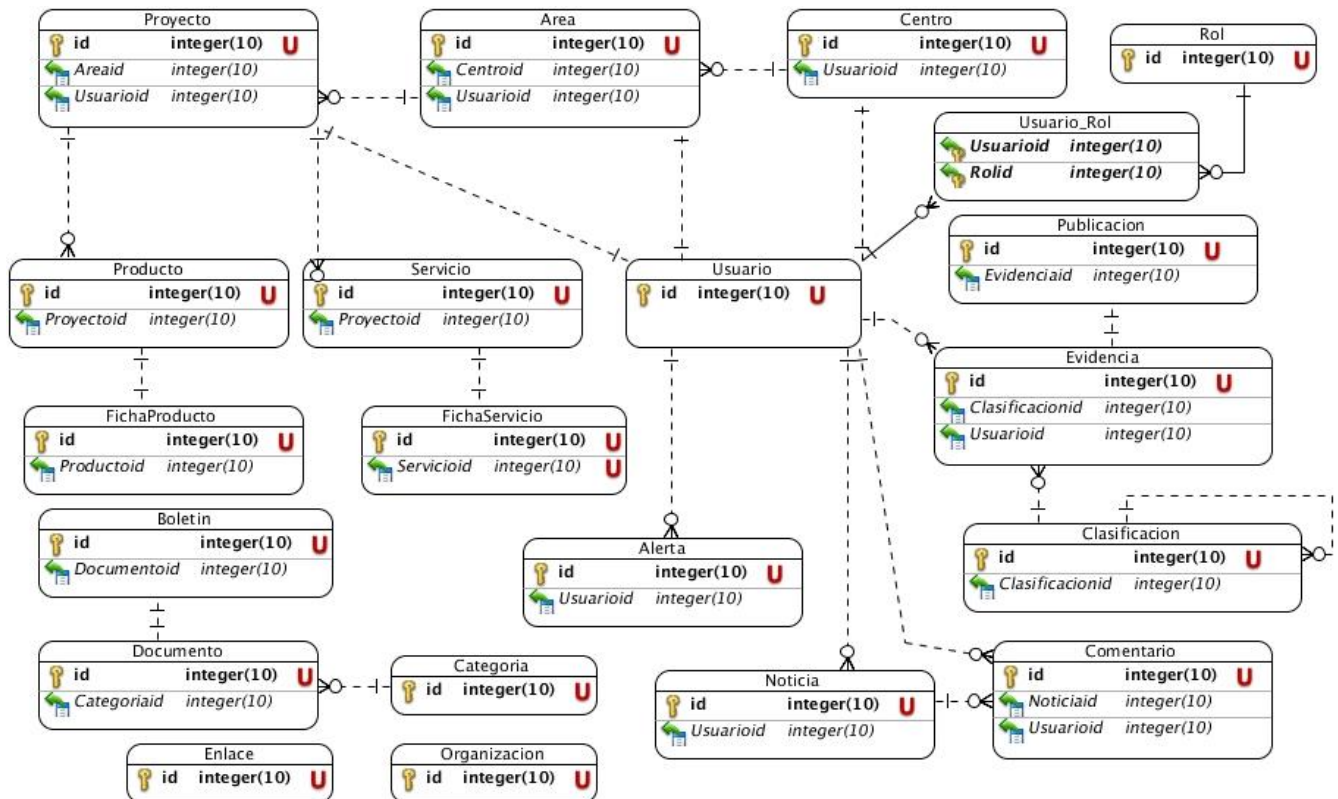 Proyecto
id integer(10) U
Areaid integer(10)
Usuarioid integer(10)
Area
id integer(10) U
Centroid integer(10)
Usuarioid integer(10)
Centro
id integer(10) U
Usuarioid integer(10)
Rol
id integer(10) U
Usuario_Rol
Usuarioid integer(10)
Rolid integer(10)
Publicacion
id integer(10) U
Evidenciaid integer(10)
Producto
id integer(10) U
Proyectoid integer(10)
Servicio
id integer(10) U
Proyectoid integer(10)
Usuario
id integer(10) U
Evidencia
id integer(10) U
Clasificacionid integer(10)
Usuarioid integer(10)
FichaProducto
id integer(10) U
Productoid integer(10)
FichaServicio
id integer(10) U
Servicioid integer(10) U
Boletin
id integer(10) U
Documentoid integer(10)
Alerta
id integer(10) U
Usuarioid integer(10)
Clasificacion
id integer(10) U
Clasificacionid integer(10)
Documento
id integer(10) U
Categoriaid integer(10)
Categoria
id integer(10) U
Noticia
id integer(10) U
Usuarioid integer(10)
Comentario
id integer(10) U
Noticiaid integer(10)
Usuarioid integer(10)
Enlace
id integer(10) U
Organizacion
id integer(10) U